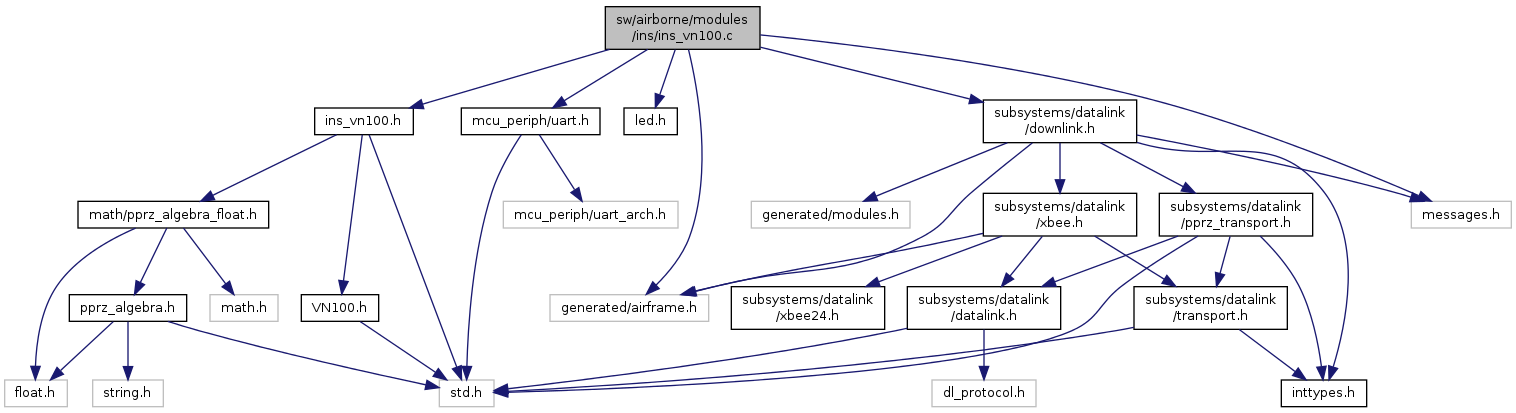 sw/airborne/modules
/ins/ins_vn100.c
ins_vn100.h
mcu_periph/uart.h
led.h
subsystems/datalink
/downlink.h
math/pprz_algebra_float.h
mcu_periph/uart_arch.h
generated/modules.h
subsystems/datalink
/xbee.h
subsystems/datalink
/pprz_transport.h
messages.h
pprz_algebra.h
math.h
VN100.h
generated/airframe.h
subsystems/datalink
/xbee24.h
subsystems/datalink
/datalink.h
subsystems/datalink
/transport.h
float.h
string.h
std.h
dl_protocol.h
inttypes.h